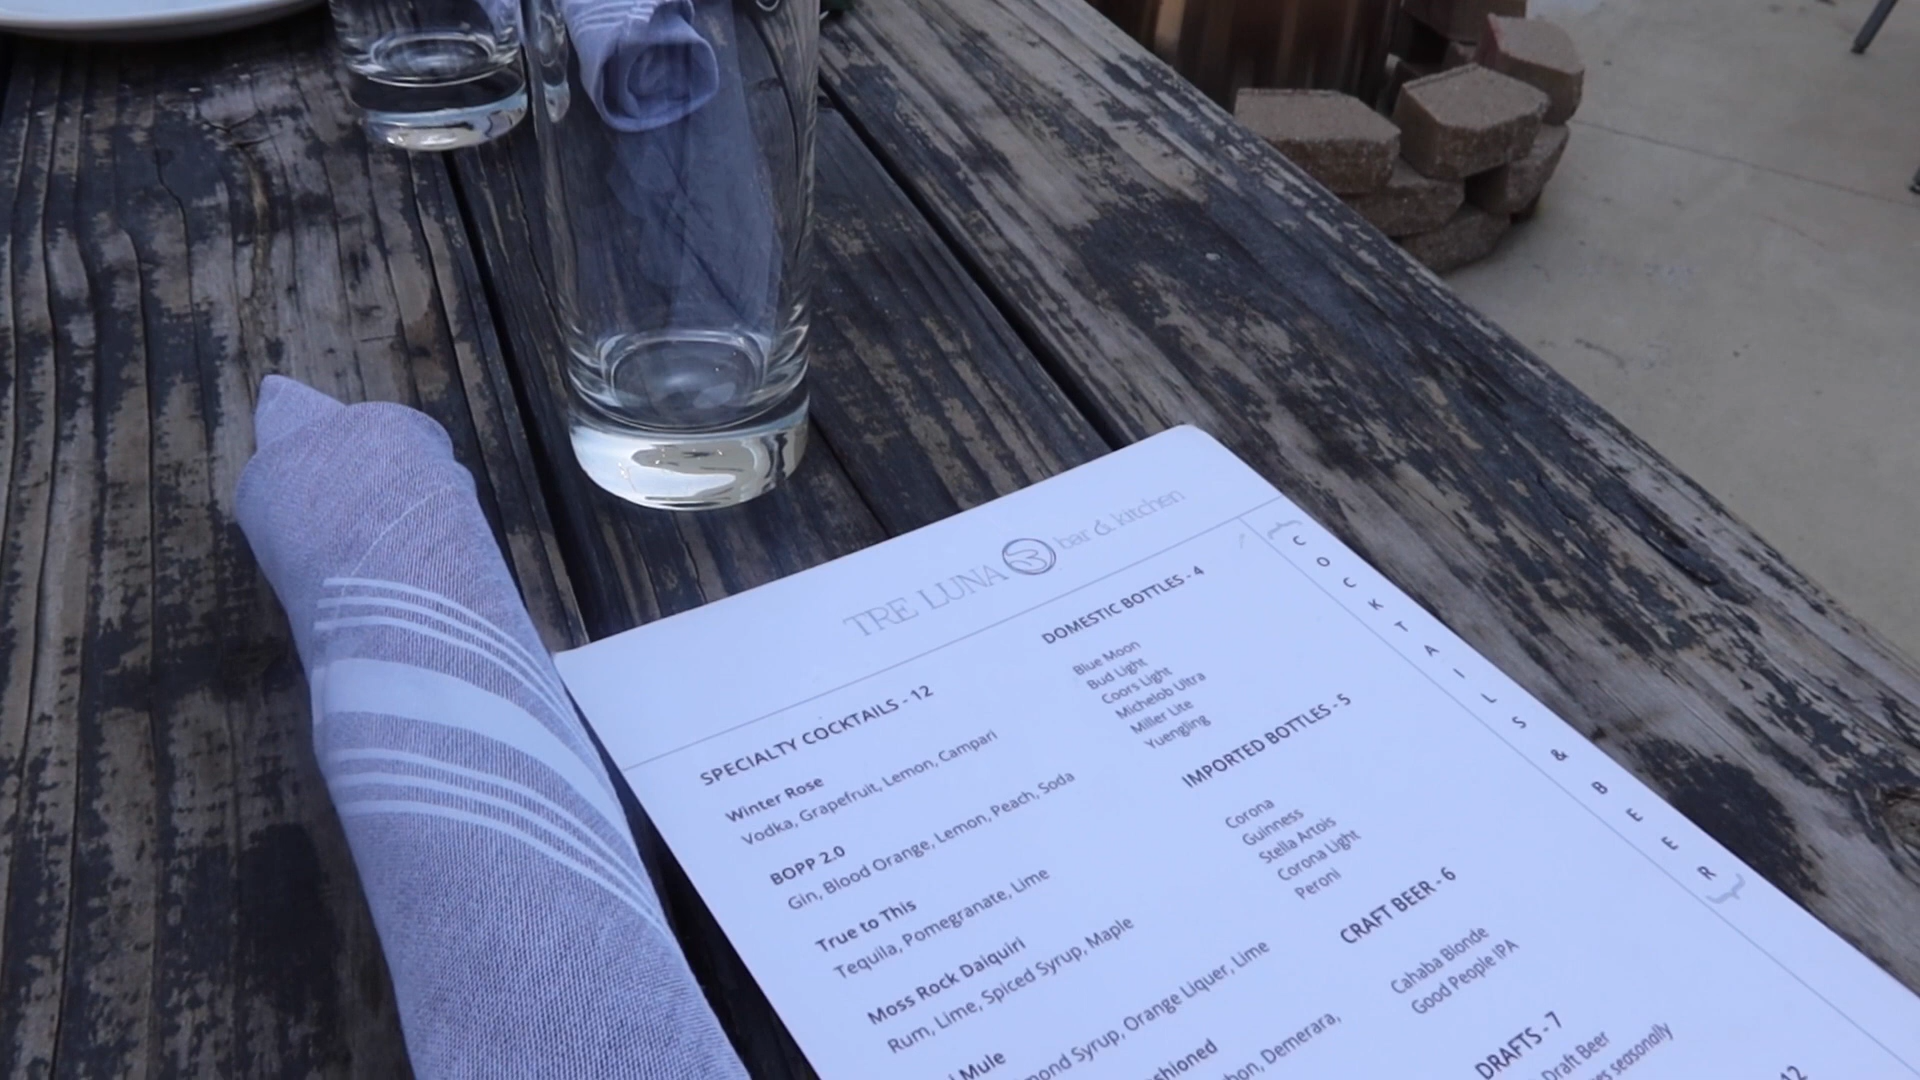 TRE LUNA bar & kitchen
SPECIALTY COCKTAILS - 12
Winter Rose
Vodka, Grapefruit, Lemon, Campari
BOPP 2.0
Gin, Blood Orange, Lemon, Peach, Soda
True to This
Tequila, Pomegranate, Lime
Moss Rock Daiquiri
Rum, Lime, Spiced Syrup, Maple
Mule
mond Syrup, Orange Liquer, Lime
shioned
bon, Demerara,
DOMESTIC BOTTLES - 4
Blue Moon
Bud Light
Coors Light
Michelob Ultra
Miller Lite
Yuengling
IMPORTED BOTTLES - 5
Corona
Guinness
Stella Artois
Corona Light
Peroni
CRAFT BEER - 6
Cahaba Blonde
Good People IPA
DRAFTS - 7
Draft Beer
seasonally
12
{ COCKTAILS & BEER }